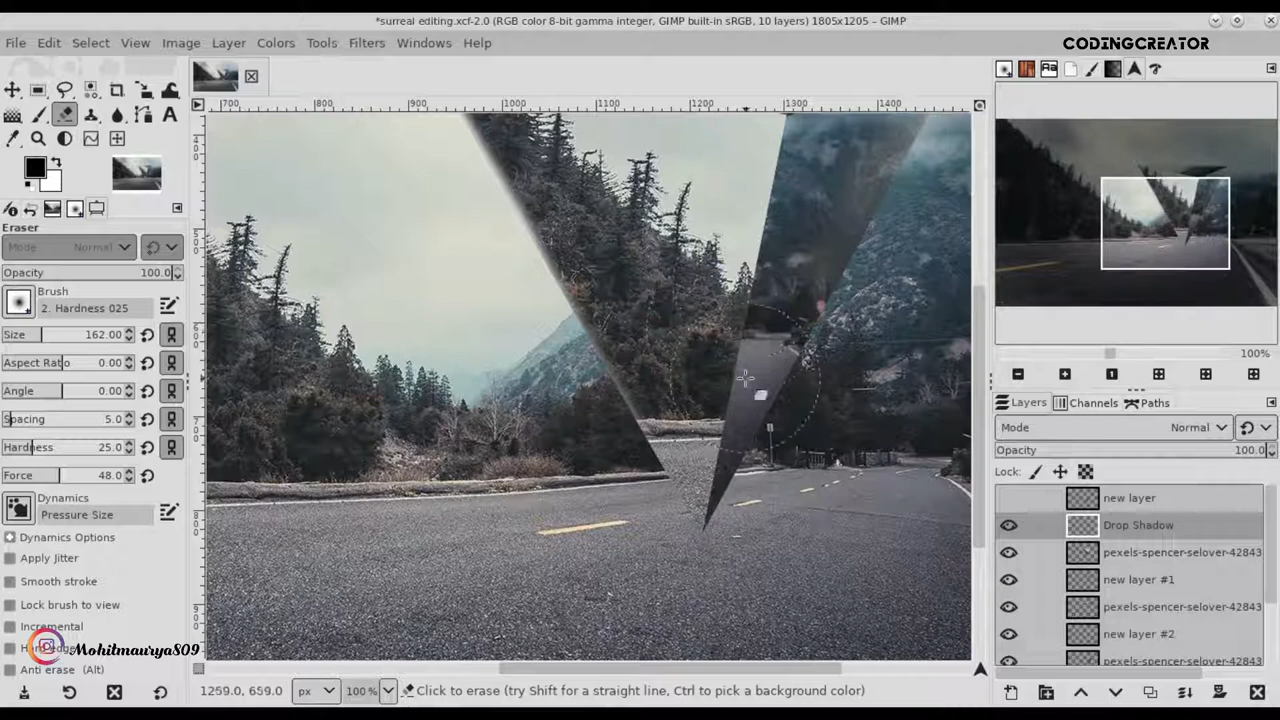 *surreal editing.xcf-2.0 (RGB color 8-bit gamma integer, GIMP built-in sRGB, 10 layers) 1805x1205 – GIMP
File Edit Select View Image Layer Colors Tools Filters Windows Help
CODINGCREATOR
700 800 900 1000 1100 1200 1300 1400
Eraser
Mode Normal
Opacity 100.0
Brush
2. Hardness 025
Size 162.00
Aspect Ratio 0.00
Angle 0.00
Spacing 5.0
Hardness 25.0
Force 48.0
Dynamics
Pressure Size
Dynamics Options
Apply Jitter
Smooth stroke
Lock brush to view
Incremental
Mohitmaurya809
Anti erase (Alt)
1259.0, 659.0 px 100% Click to erase (try Shift for a straight line, Ctrl to pick a background color)
100%
Layers Channels Paths
Mode Normal
Opacity 100.0
Lock:
new layer
Drop Shadow
pexels-spencer-selover-42843
new layer #1
pexels-spencer-selover-42843
new layer #2
pexels-spencer-selover-42843